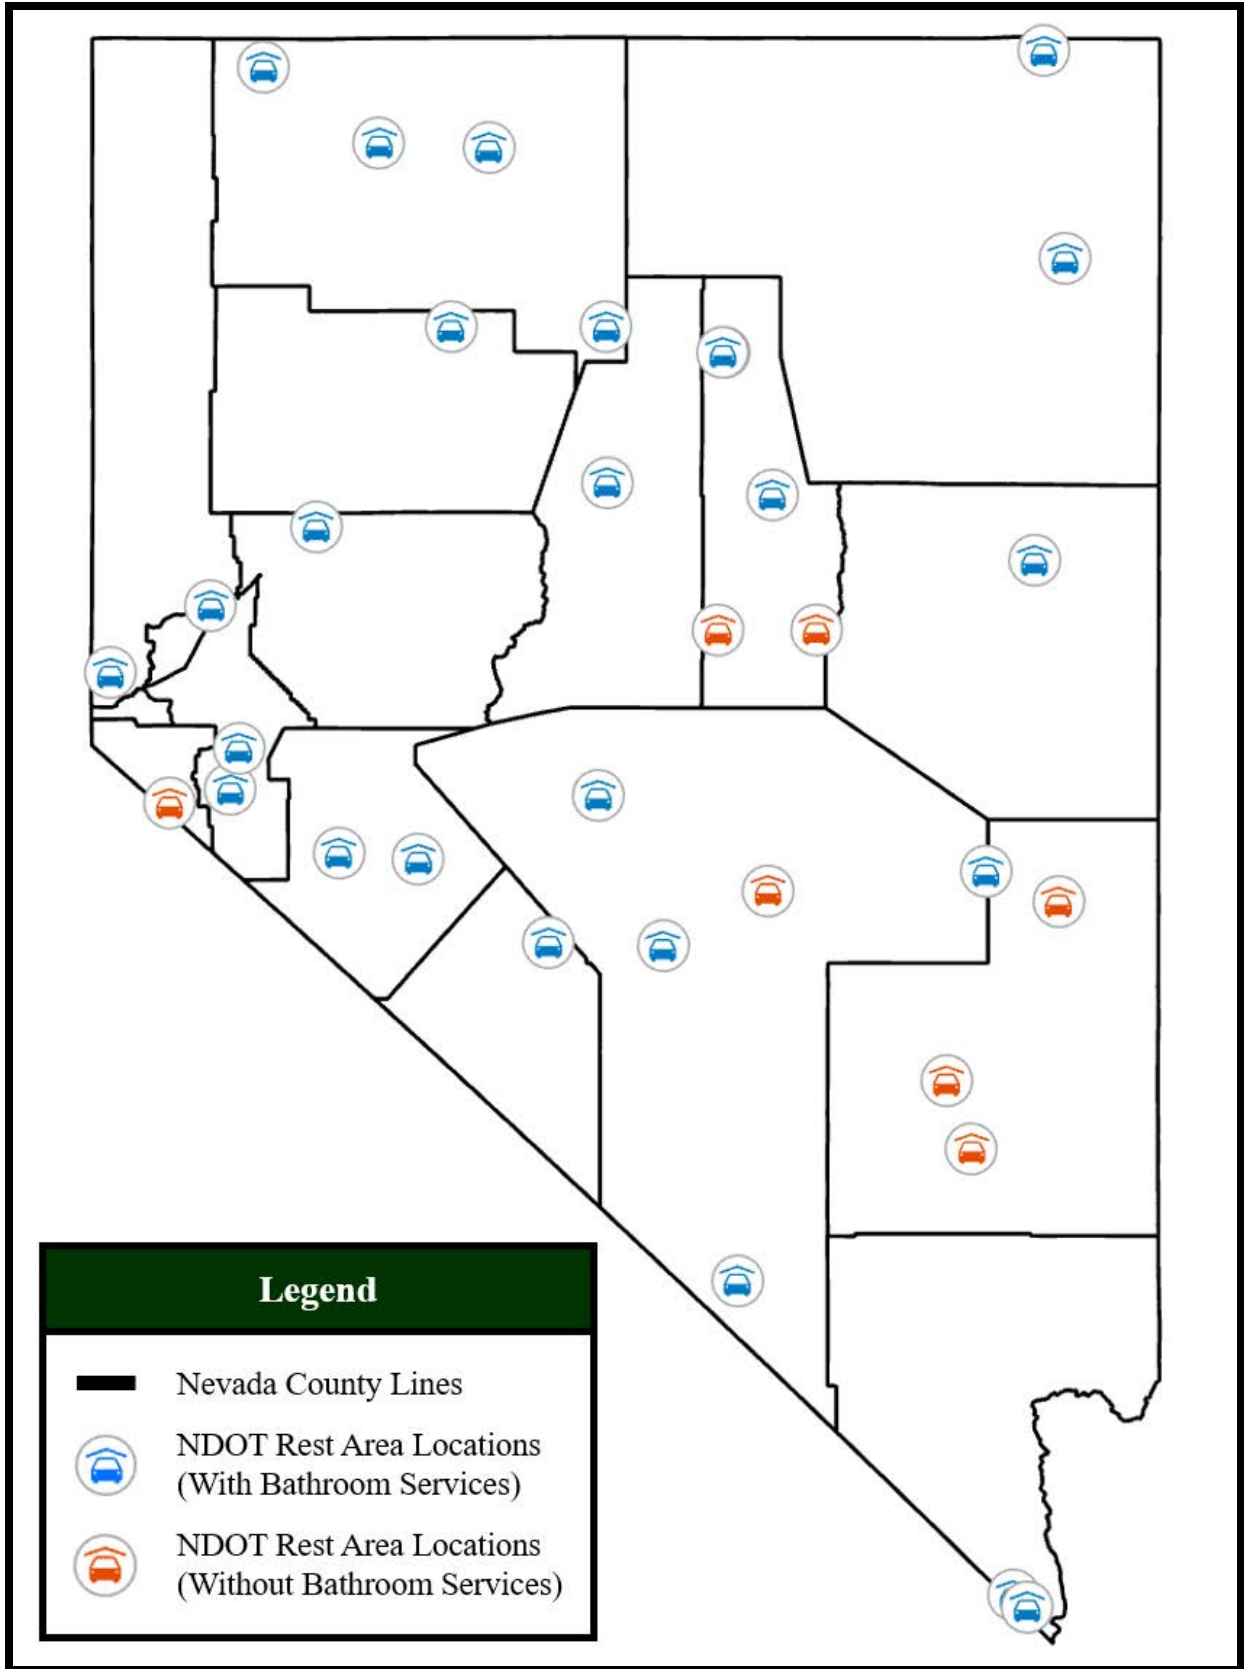 Legend
Nevada County Lines
NDOT Rest Area Locations
(With Bathroom Services)
NDOT Rest Area Locations
(Without Bathroom Services)